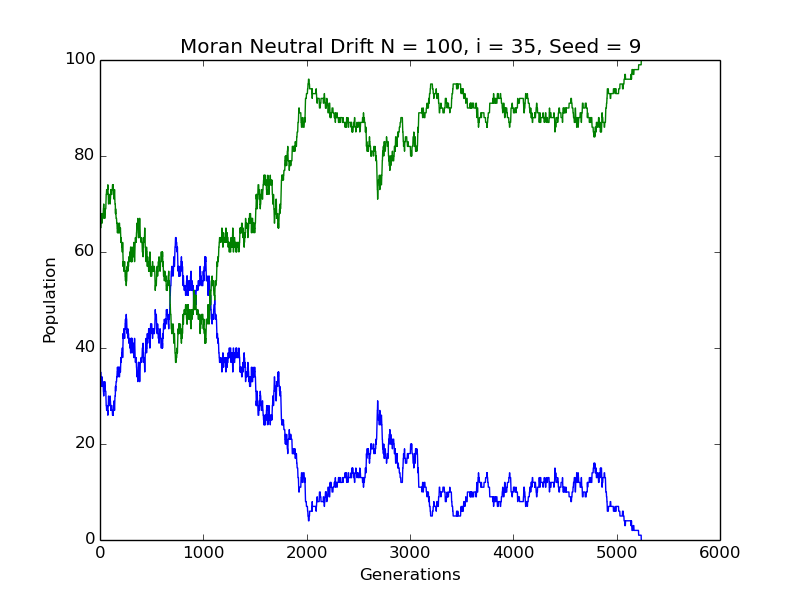 Moran Neutral Drift N = 100, i = 35, Seed = 9
100
80
60
40
20
0
Population
0 1000 2000 3000 4000 5000 6000
Generations